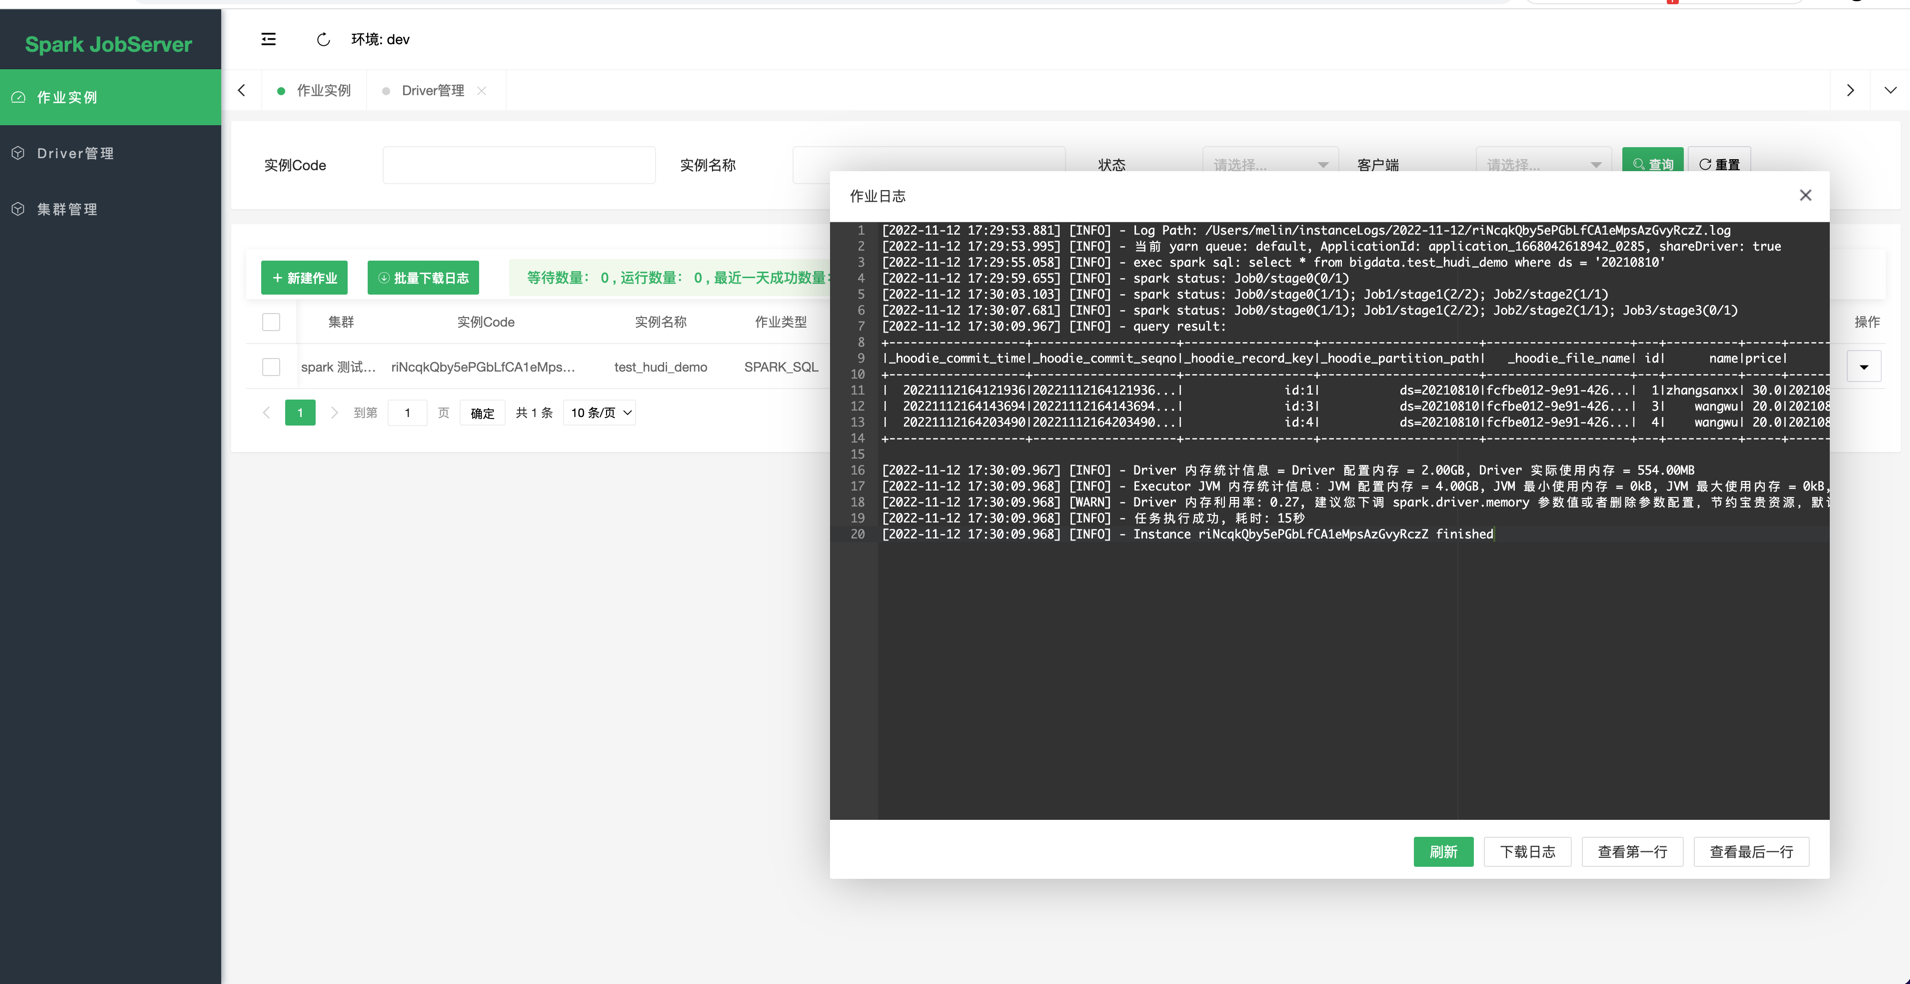 Spark JobServer
环境: dev
作业实例
Driver管理
集群管理
作业实例
Driver管理
实例Code
实例名称
状态
请选择...
客户端
请选择...
查询
重置
+ 新建作业
批量下载日志
等待数量： 0 , 运行数量： 0 , 最近一天成功数量:
集群
实例Code
实例名称
作业类型
操作
spark 测试...
riNcqkQby5ePGbLfCA1eMps...
test_hudi_demo
SPARK_SQL
1
到第
1
页
确定
共 1 条
10 条/页
作业日志
1 [2022-11-12 17:29:53.881] [INFO] - Log Path: /Users/melin/instanceLogs/2022-11-12/riNcqkQby5ePGbLfCA1eMpsAzGvyRczZ.log
2 [2022-11-12 17:29:53.995] [INFO] - 当前 yarn queue: default, ApplicationId: application_1668042618942_0285, shareDriver: true
3 [2022-11-12 17:29:55.058] [INFO] - exec spark sql: select * from bigdata.test_hudi_demo where ds = '20210810'
4 [2022-11-12 17:29:59.655] [INFO] - spark status: Job0/stage0(0/1)
5 [2022-11-12 17:30:03.103] [INFO] - spark status: Job0/stage0(1/1); Job1/stage1(2/2); Job2/stage2(1/1)
6 [2022-11-12 17:30:07.681] [INFO] - spark status: Job0/stage0(1/1); Job1/stage1(2/2); Job2/stage2(1/1); Job3/stage3(0/1)
7 [2022-11-12 17:30:09.967] [INFO] - query result:
8 +-------------------+--------------------+------------------+----------------------+--------------------+---+----------+-----+------
9 |_hoodie_commit_time|_hoodie_commit_seqno|_hoodie_record_key|_hoodie_partition_path|   _hoodie_file_name| id|      name|price|
10 +-------------------+--------------------+------------------+----------------------+--------------------+---+----------+-----+------
11 |  20221112164121936|20221112164121936...|              id:1|           ds=20210810|fcfbe012-9e91-426...|  1|zhangsanxx| 30.0|202108
12 |  20221112164143694|20221112164143694...|              id:3|           ds=20210810|fcfbe012-9e91-426...|  3|    wangwu| 20.0|202108
13 |  20221112164203490|20221112164203490...|              id:4|           ds=20210810|fcfbe012-9e91-426...|  4|    wangwu| 20.0|202108
14 +-------------------+--------------------+------------------+----------------------+--------------------+---+----------+-----+------
15
16 [2022-11-12 17:30:09.967] [INFO] - Driver 内存统计信息 = Driver 配置内存 = 2.00GB, Driver 实际使用内存 = 554.00MB
17 [2022-11-12 17:30:09.968] [INFO] - Executor JVM 内存统计信息: JVM 配置内存 = 4.00GB, JVM 最小使用内存 = 0kB, JVM 最大使用内存 = 0kB,
18 [2022-11-12 17:30:09.968] [WARN] - Driver 内存利用率: 0.27, 建议您下调 spark.driver.memory 参数值或者删除参数配置, 节约宝贵资源, 默
19 [2022-11-12 17:30:09.968] [INFO] - 任务执行成功, 耗时: 15秒
20 [2022-11-12 17:30:09.968] [INFO] - Instance riNcqkQby5ePGbLfCA1eMpsAzGvyRczZ finished
刷新
下载日志
查看第一行
查看最后一行